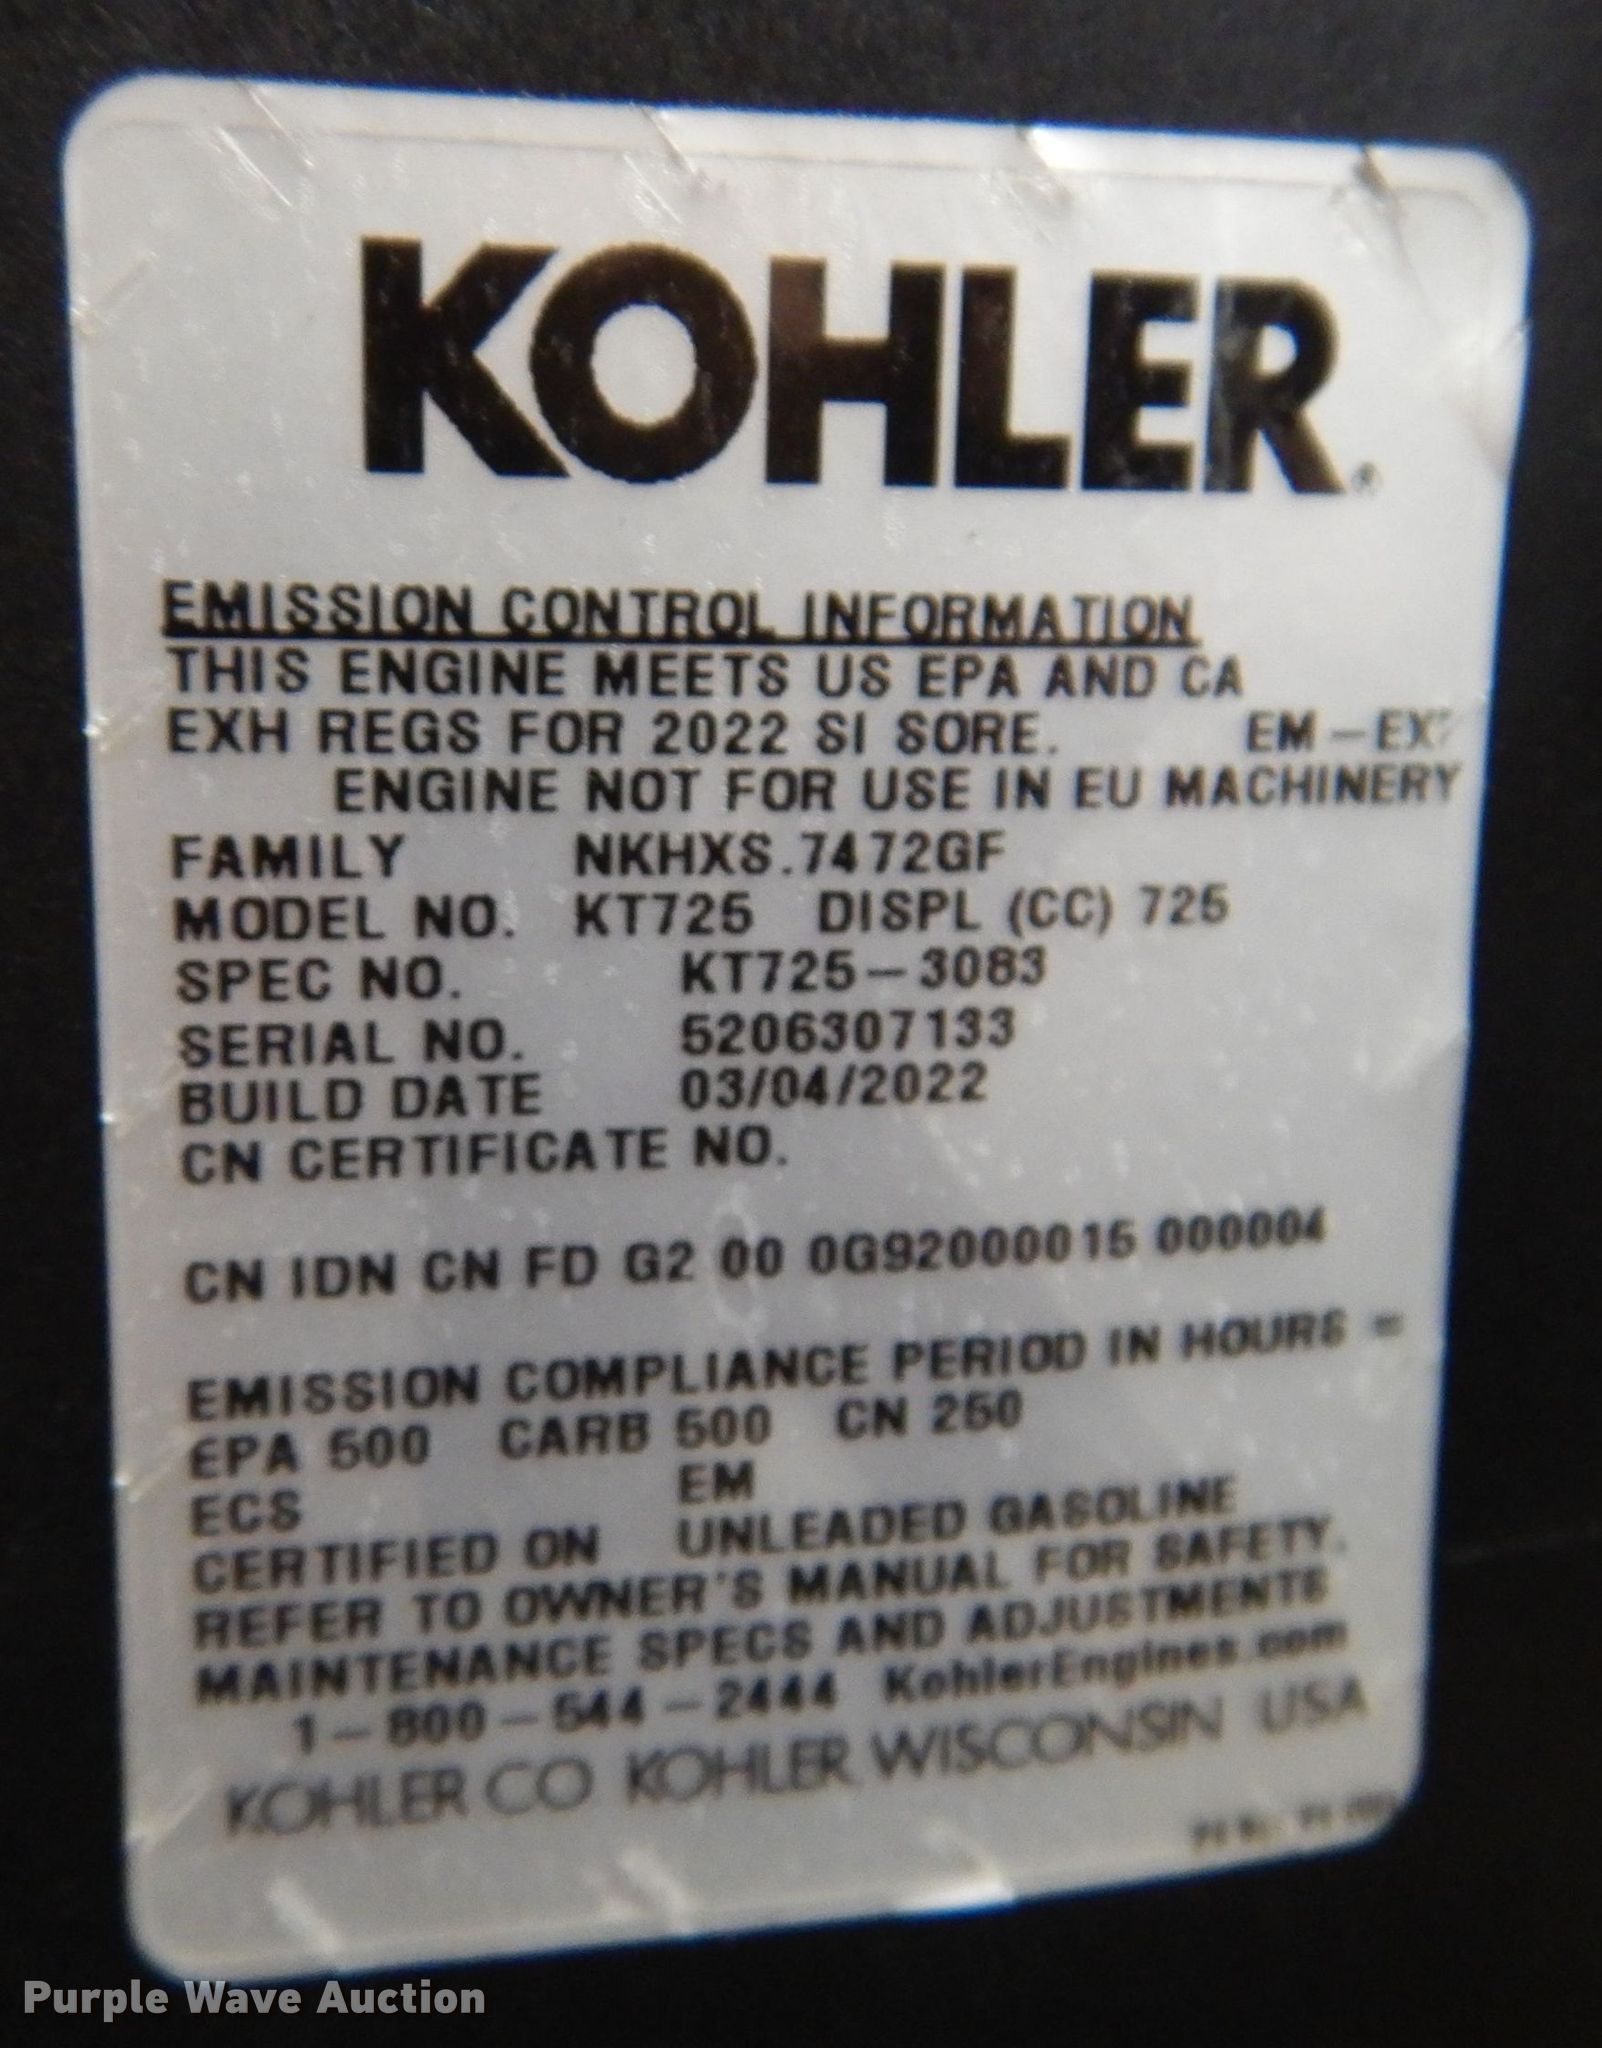 KOHLER®
EMISSION CONTROL INFORMATION
THIS ENGINE MEETS US EPA AND CA
EXH REGS FOR 2022 SI SORE. EM-EX
ENGINE NOT FOR USE IN EU MACHINERY
FAMILY NKHXS.7472GF
MODEL NO. KT725 DISPL (CC) 725
SPEC NO. KT725-3083
SERIAL NO. 5206307133
BUILD DATE 03/04/2022
CN CERTIFICATE NO.
CN IDN CN FD G2 00 0G92000015 000004
EMISSION COMPLIANCE PERIOD IN HOURS =
EPA 500 CARB 500 CN 250
ECS EM
CERTIFIED ON UNLEADED GASOLINE
REFER TO OWNER'S MANUAL FOR SAFETY.
MAINTENANCE SPECS AND ADJUSTMENTS
1-800-544-2444 KohlerEngines.com
KOHLER CO KOHLER WISCONSIN USA
Purple Wave Auction